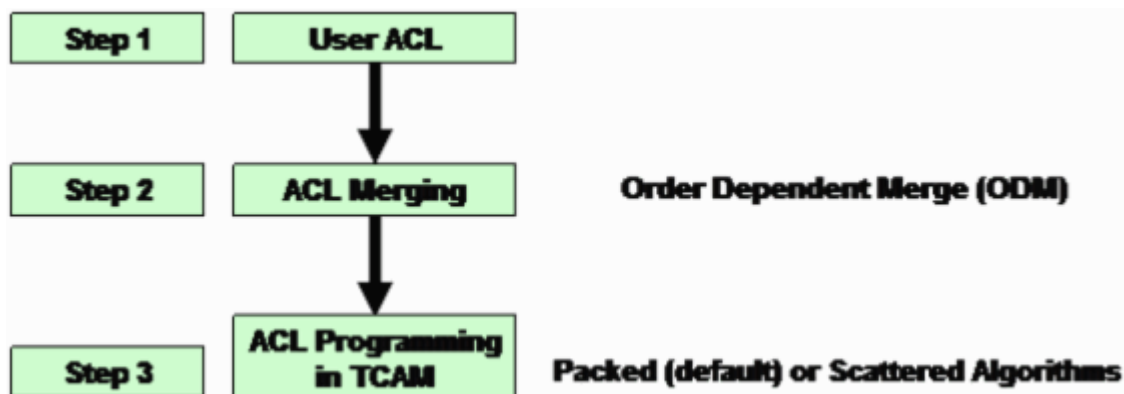 Step 1 User ACL
Step 2 ACL Merging Order Dependent Merge (ODM)
ACL Programming
Step 3 in TCAM Packed (default) or Scattered Algorithms